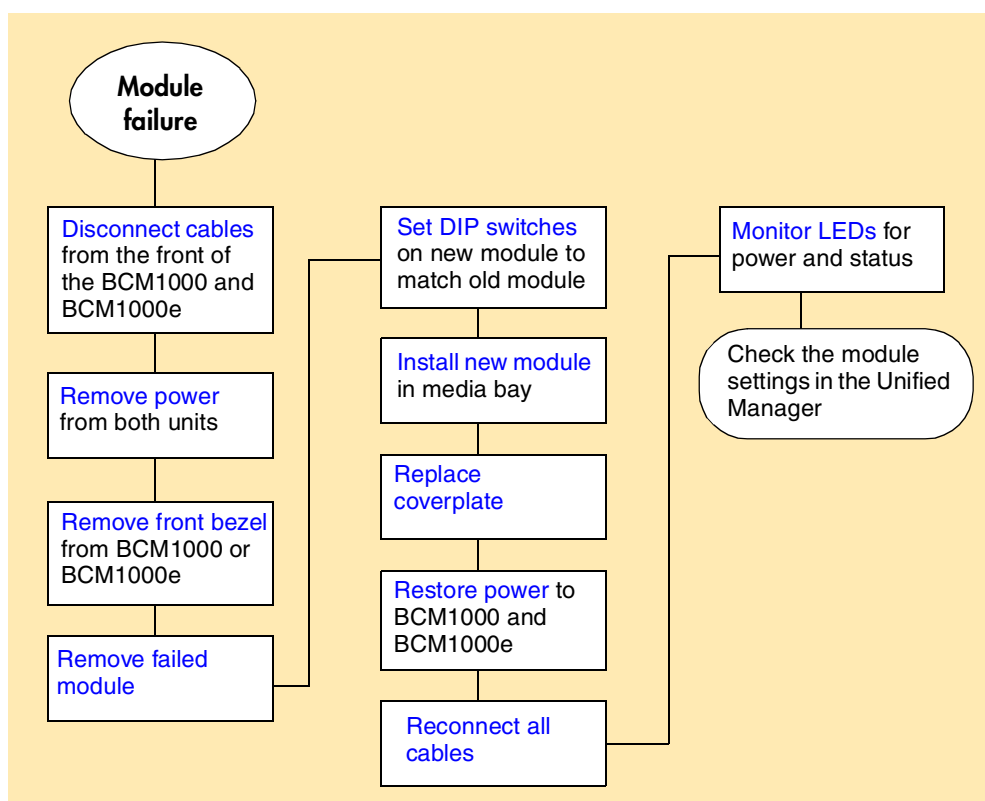 Module
failure
Disconnect cables
from the front of
the BCM1000 and
BCM1000e
Remove power
from both units
Remove front bezel
from BCM1000 or
BCM1000e
Remove failed
module
Set DIP switches
on new module to
match old module
Install new module
in media bay
Replace
coverplate
Restore power to
BCM1000 and
BCM1000e
Reconnect all
cables
Monitor LEDs for
power and status
Check the module
settings in the Unified
Manager